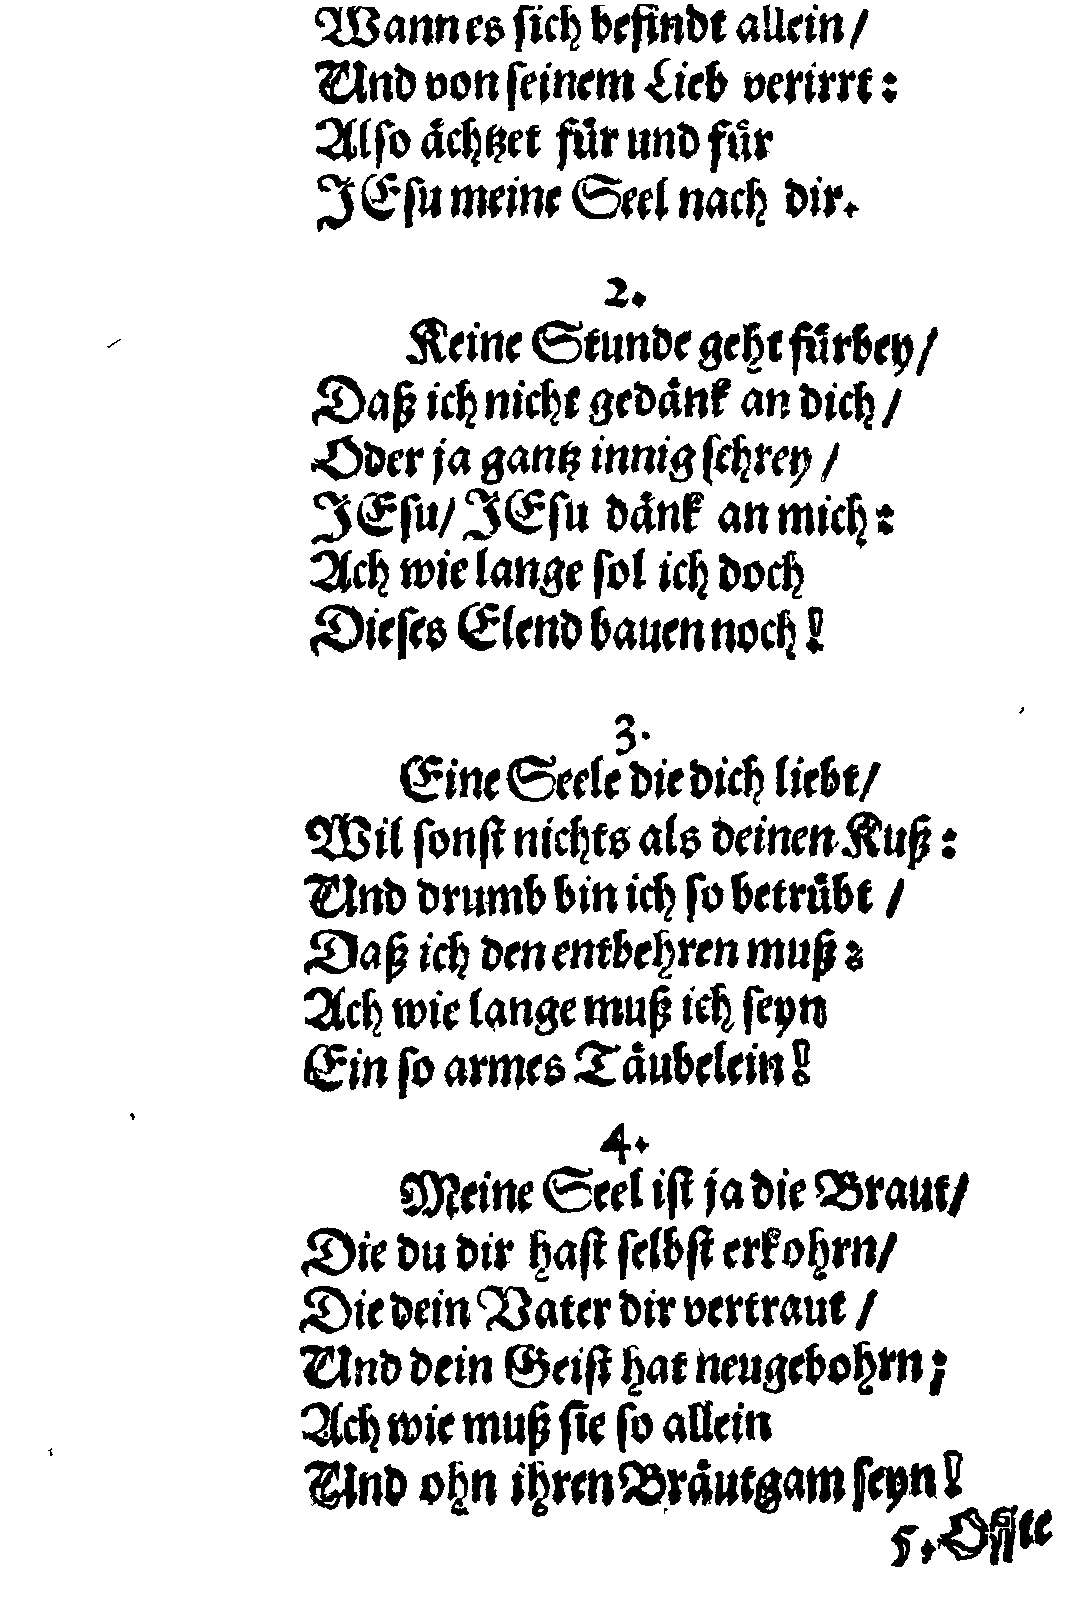 Wann es sich befindt allein/
Und von seinem Lieb verirrt:
Also ächtzet für und für
JEsu meine Seel nach dir.
2.
Keine Stunde geht fürbey/
Daß ich nicht gedänk an dich/
Oder ja gantz innig schrey/
JEsu/ JEsu dänk an mich:
Ach wie lange sol ich doch
Dieses Elend bauen noch!
3.
Eine Seele die dich liebt/
Wil sonst nichts als deinen Kuß:
Und drumb bin ich so betrübt/
Daß ich den entbehren muß:
Ach wie lange muß ich seyn
Ein so armes Täubelein!
4.
Meine Seel ist ja die Braut/
Die du dir hast selbst erkohrn/
Die dein Vater dir vertraut/
Und dein Geist hat neugebohrn;
Ach wie muß sie so allein
Und ohn ihren Bräutgam seyn!
5. Offte